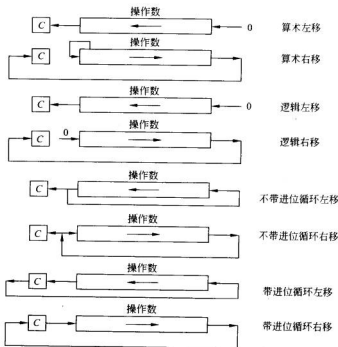 操作数
C 0 算术左移
操作数
C 算术右移
操作数
C 0 逻辑左移
操作数
C 0 逻辑右移
操作数
C 不带进位循环左移
操作数
C 不带进位循环右移
操作数
C 带进位循环左移
操作数
C 带进位循环右移